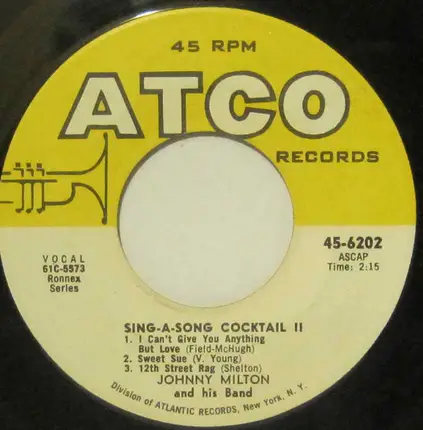 45 RPM
ATCO
RECORDS
VOCAL
61C-5573
Ronnex
Series
45-6202
ASCAP
Time: 2:15
SING-A-SONG COCKTAIL II
1. I Can't Give You Anything
But Love (Field-McHugh)
2. Sweet Sue (V. Young)
3. 12th Street Rag (Shelton)
JOHNNY MILTON
and his Band
Division of ATLANTIC RECORDS, New York, N. Y.